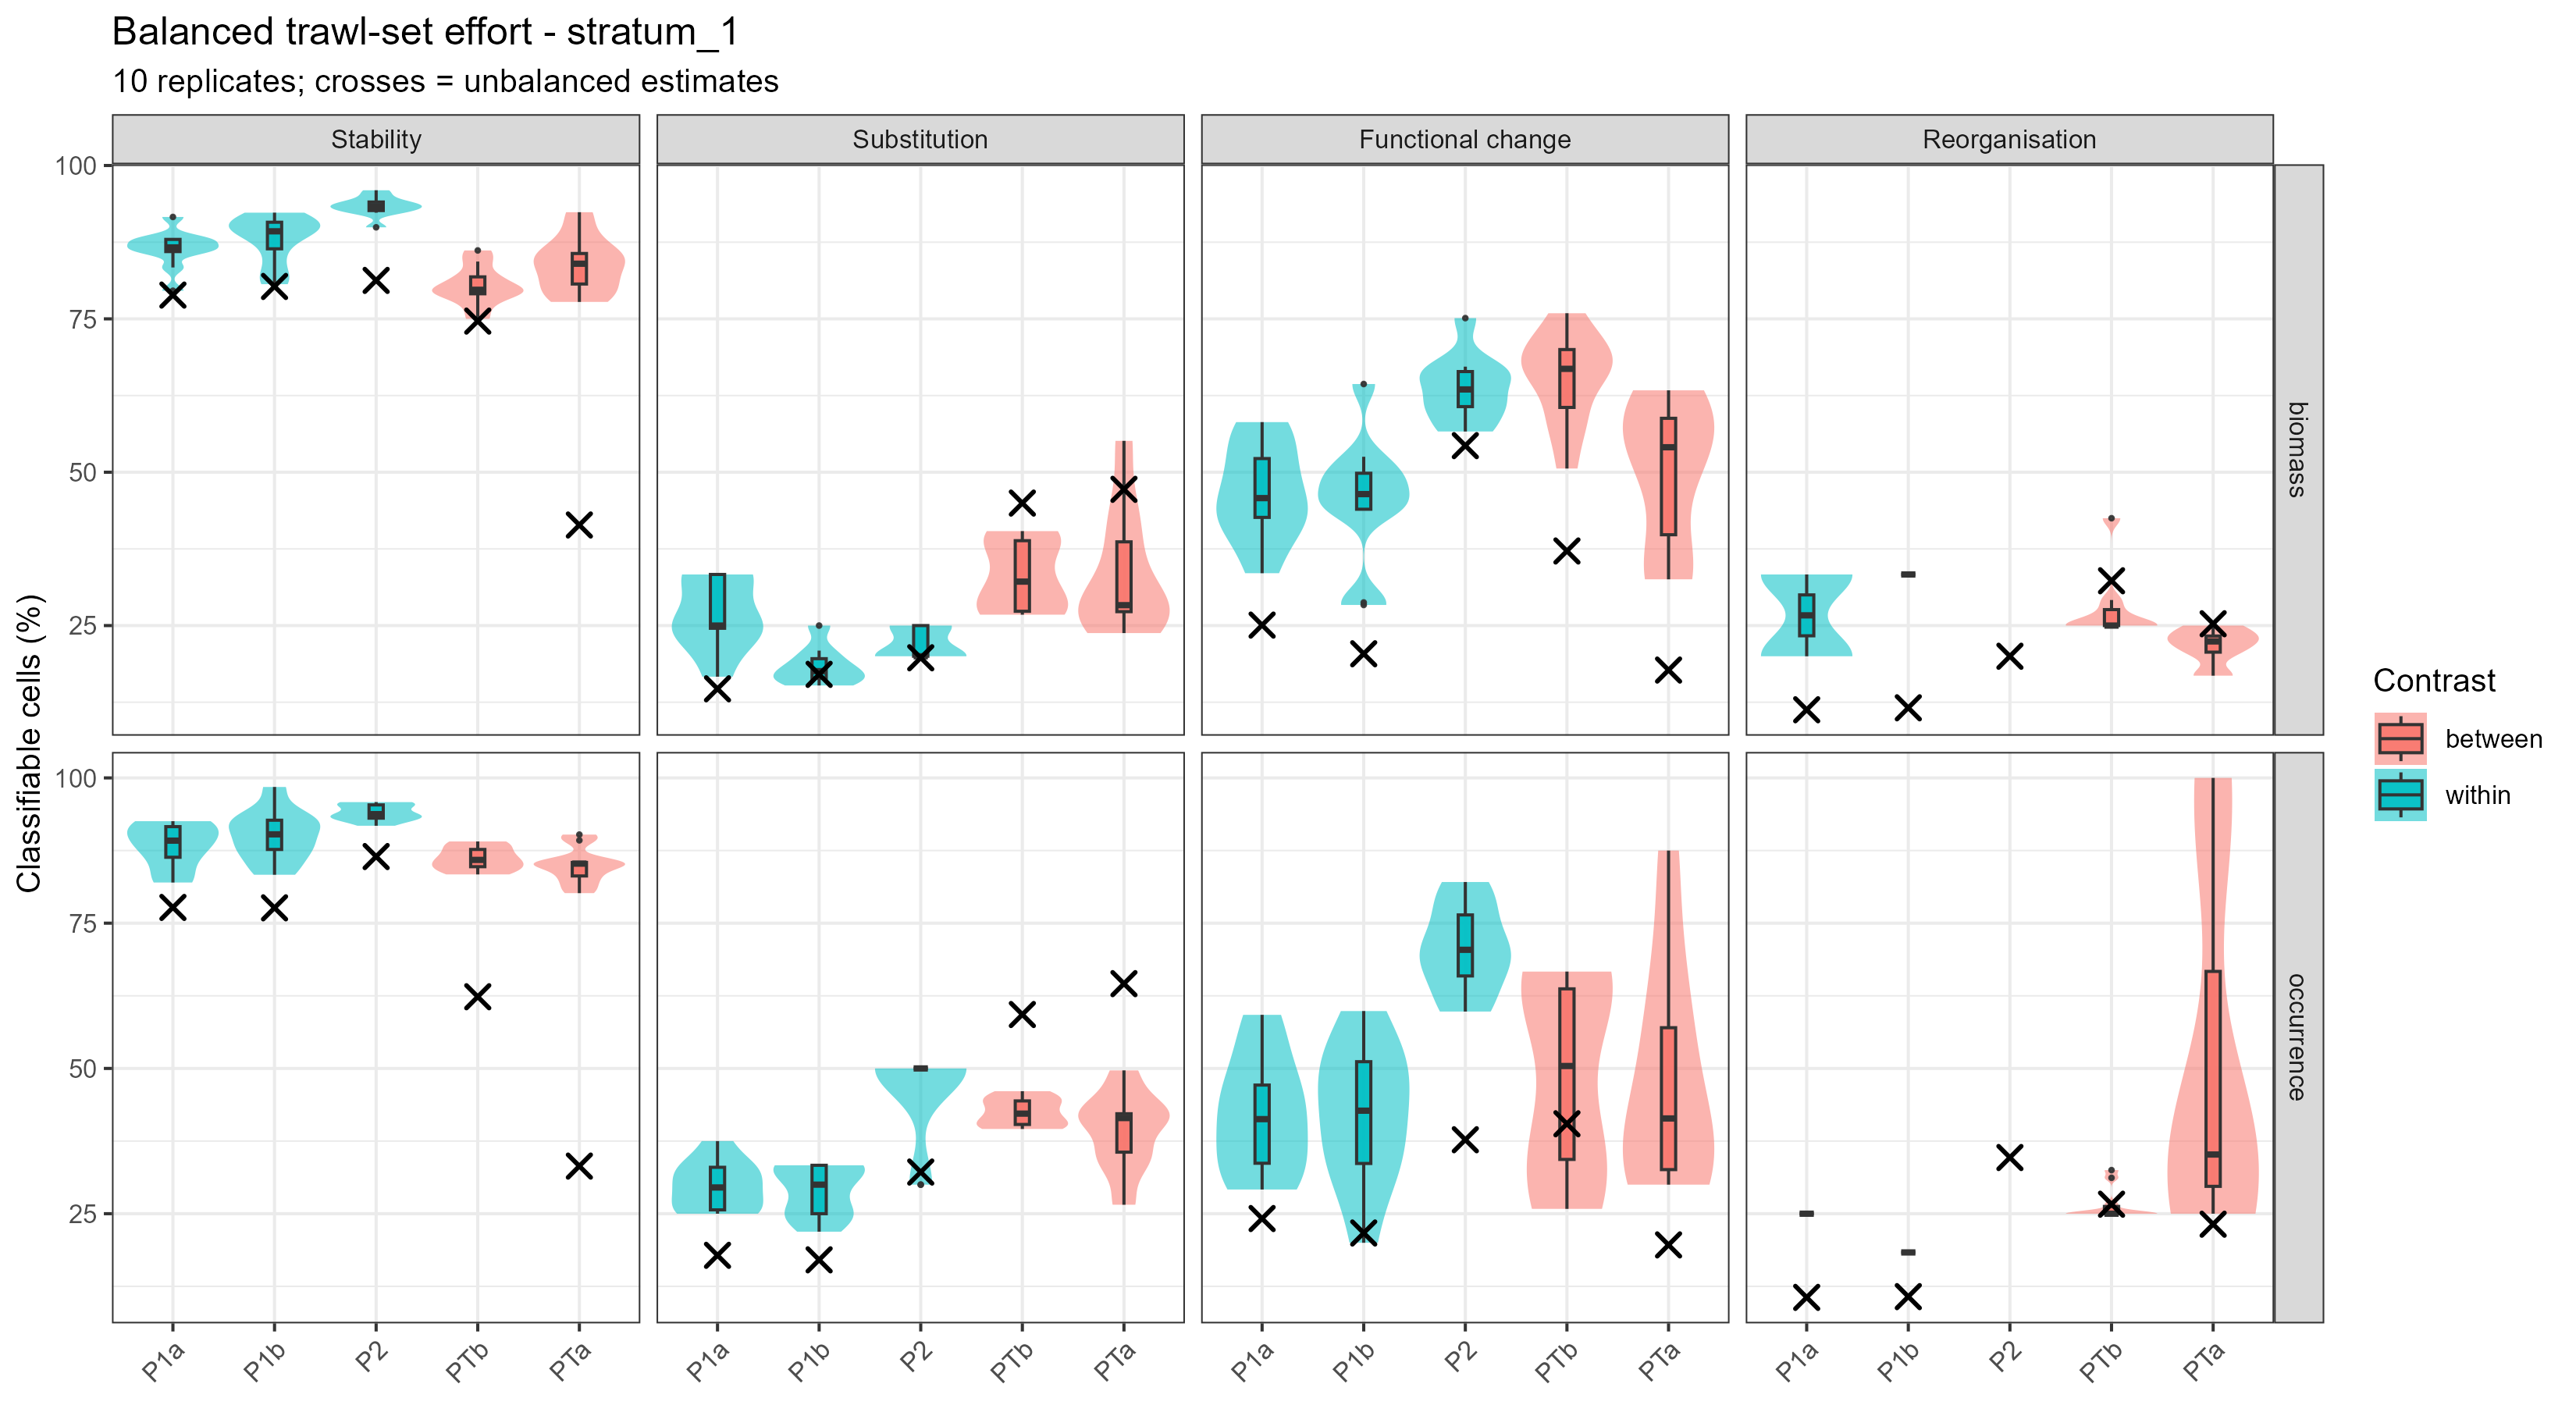 Balanced trawl-set effort - stratum_1
10 replicates; crosses = unbalanced estimates
Stability
Substitution
Functional change
Reorganisation
Classifiable cells (%)
100
75
50
25
biomass
100
75
50
25
occurrence
P1a
P1b
P2
PTb
PTa
P1a
P1b
P2
PTb
PTa
P1a
P1b
P2
PTb
PTa
P1a
P1b
P2
PTb
PTa
Contrast
between
within